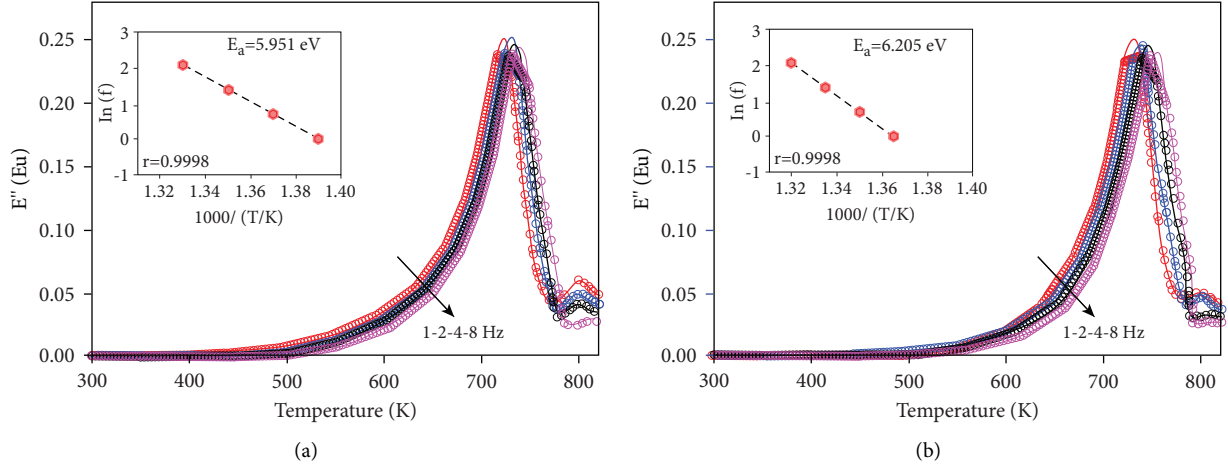 0.25
0.20
0.15
0.10
0.05
0.00
E'' (Eu)
300
400
500
600
700
800
Temperature (K)
1-2-4-8 Hz
3
2
1
0
-1
In (f)
E_a=5.951 eV
r=0.9998
1.32
1.34
1.36
1.38
1.40
1000/ (T/K)
(a)
0.25
0.20
0.15
0.10
0.05
0.00
E'' (Eu)
300
400
500
600
700
800
Temperature (K)
1-2-4-8 Hz
3
2
1
0
-1
In (f)
E_a=6.205 eV
r=0.9998
1.32
1.34
1.36
1.38
1.40
1000/ (T/K)
(b)